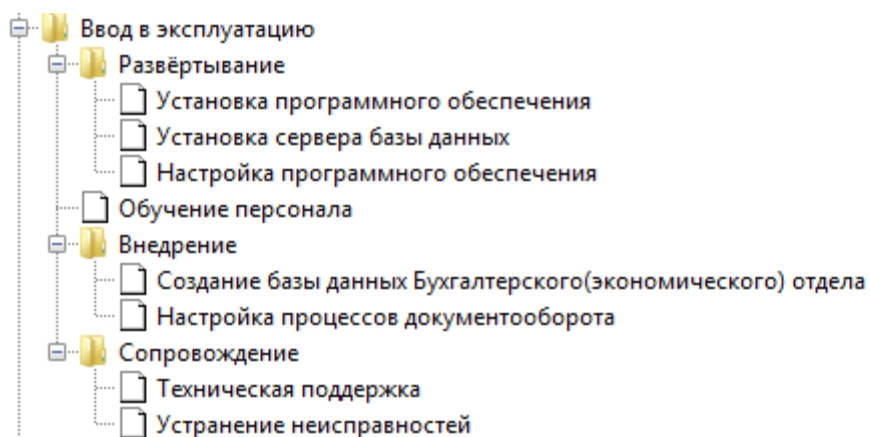 Ввод в эксплуатацию
Развёртывание
Установка программного обеспечения
Установка сервера базы данных
Настройка программного обеспечения
Обучение персонала
Внедрение
Создание базы данных Бухгалтерского(экономического) отдела
Настройка процессов документооборота
Сопровождение
Техническая поддержка
Устранение неисправностей